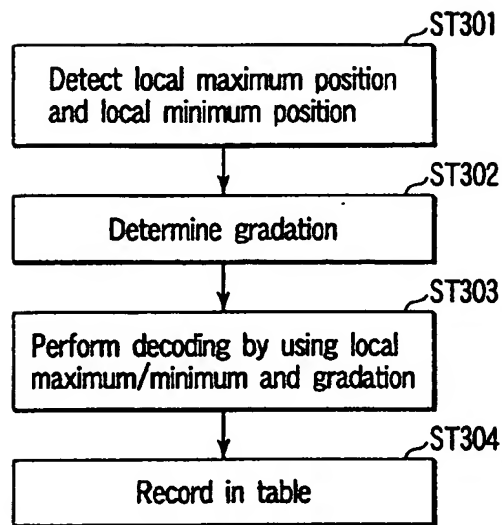 ST301
Detect local maximum position
and local minimum position
ST302
Determine gradation
ST303
Perform decoding by using local
maximum/minimum and gradation
ST304
Record in table